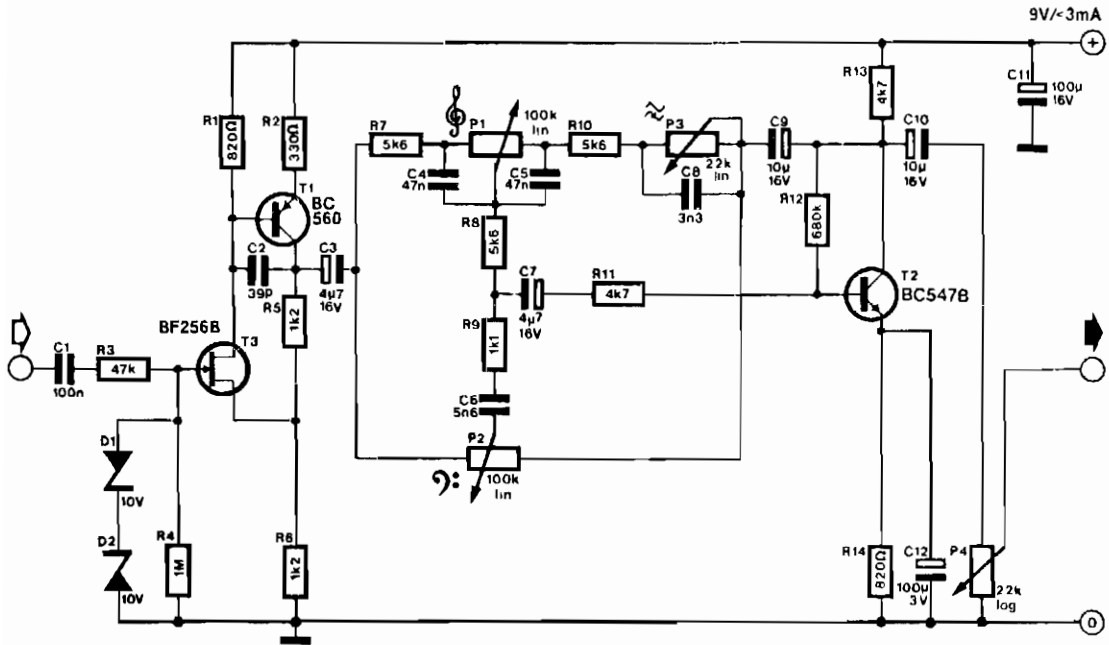 9V/<3mA
+
R1
820Ω
R2
330Ω
T1
BC
560
C2
39p
C3
4µ7
16V
R5
1k2
BF256B
T3
C1
100n
R3
47k
D1
10V
D2
10V
R4
1M
R6
1k2
R7
5k6
P1
100k
lin
C4
47n
C5
47n
R10
5k6
P3
22k
lin
C8
3n3
R8
5k6
C7
4µ7
16V
R11
4k7
R9
1k1
C6
5n6
P2
100k
lin
C9
10µ
16V
R12
680k
R13
4k7
C10
10µ
16V
C11
100µ
16V
T2
BC547B
R14
820Ω
C12
100µ
3V
P4
22k
log
0